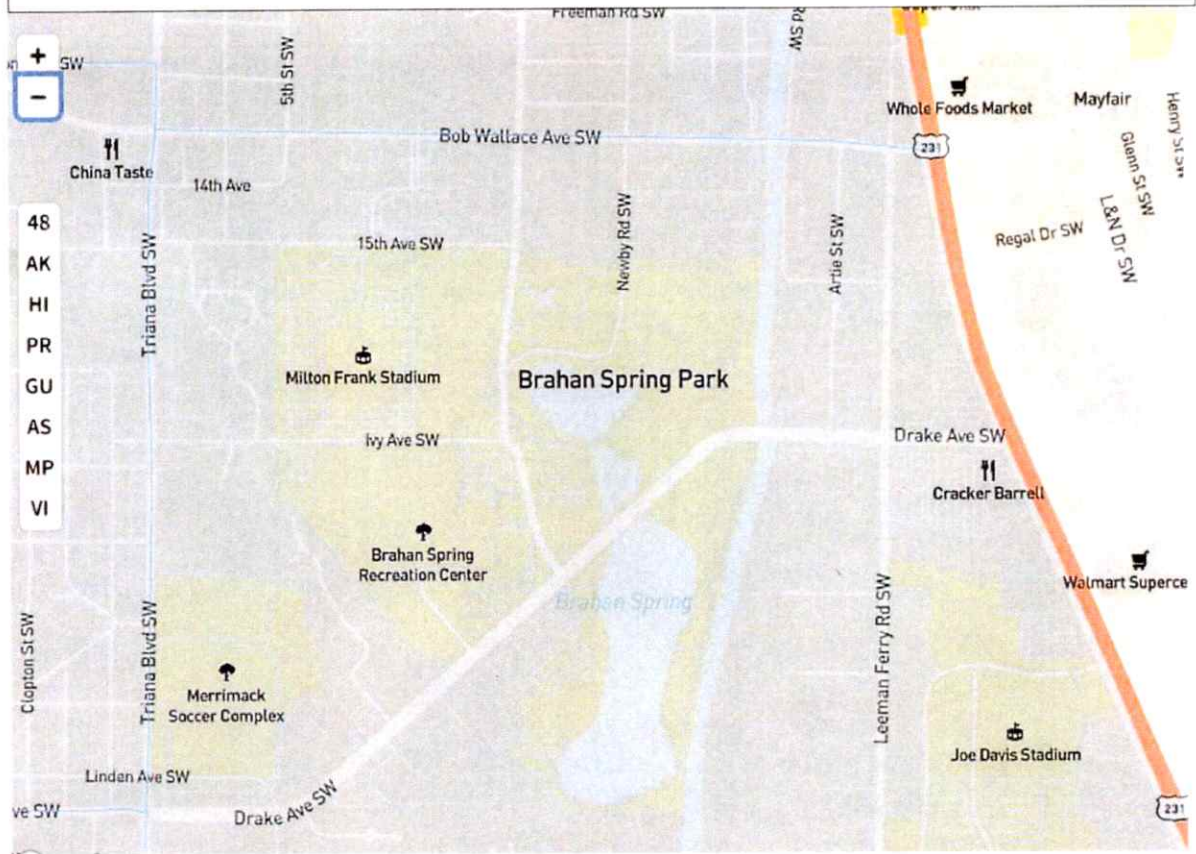 Freeman Rd SW
SW
5th St SW
Whole Foods Market
Mayfair
Henry St SW
Bob Wallace Ave SW
231
China Taste
14th Ave
Glenn St SW
L&N Dr SW
48
AK
HI
PR
GU
AS
MP
VI
Triana Blvd SW
15th Ave SW
Newby Rd SW
Artie St SW
Regal Dr SW
Milton Frank Stadium
Brahan Spring Park
Ivy Ave SW
Drake Ave SW
Cracker Barrell
Brahan Spring
Recreation Center
Brahan Spring
Walmart Superce
Clopton St SW
Triana Blvd SW
Leeman Ferry Rd SW
Merrimack
Soccer Complex
Joe Davis Stadium
Linden Ave SW
ve SW
Drake Ave SW
231